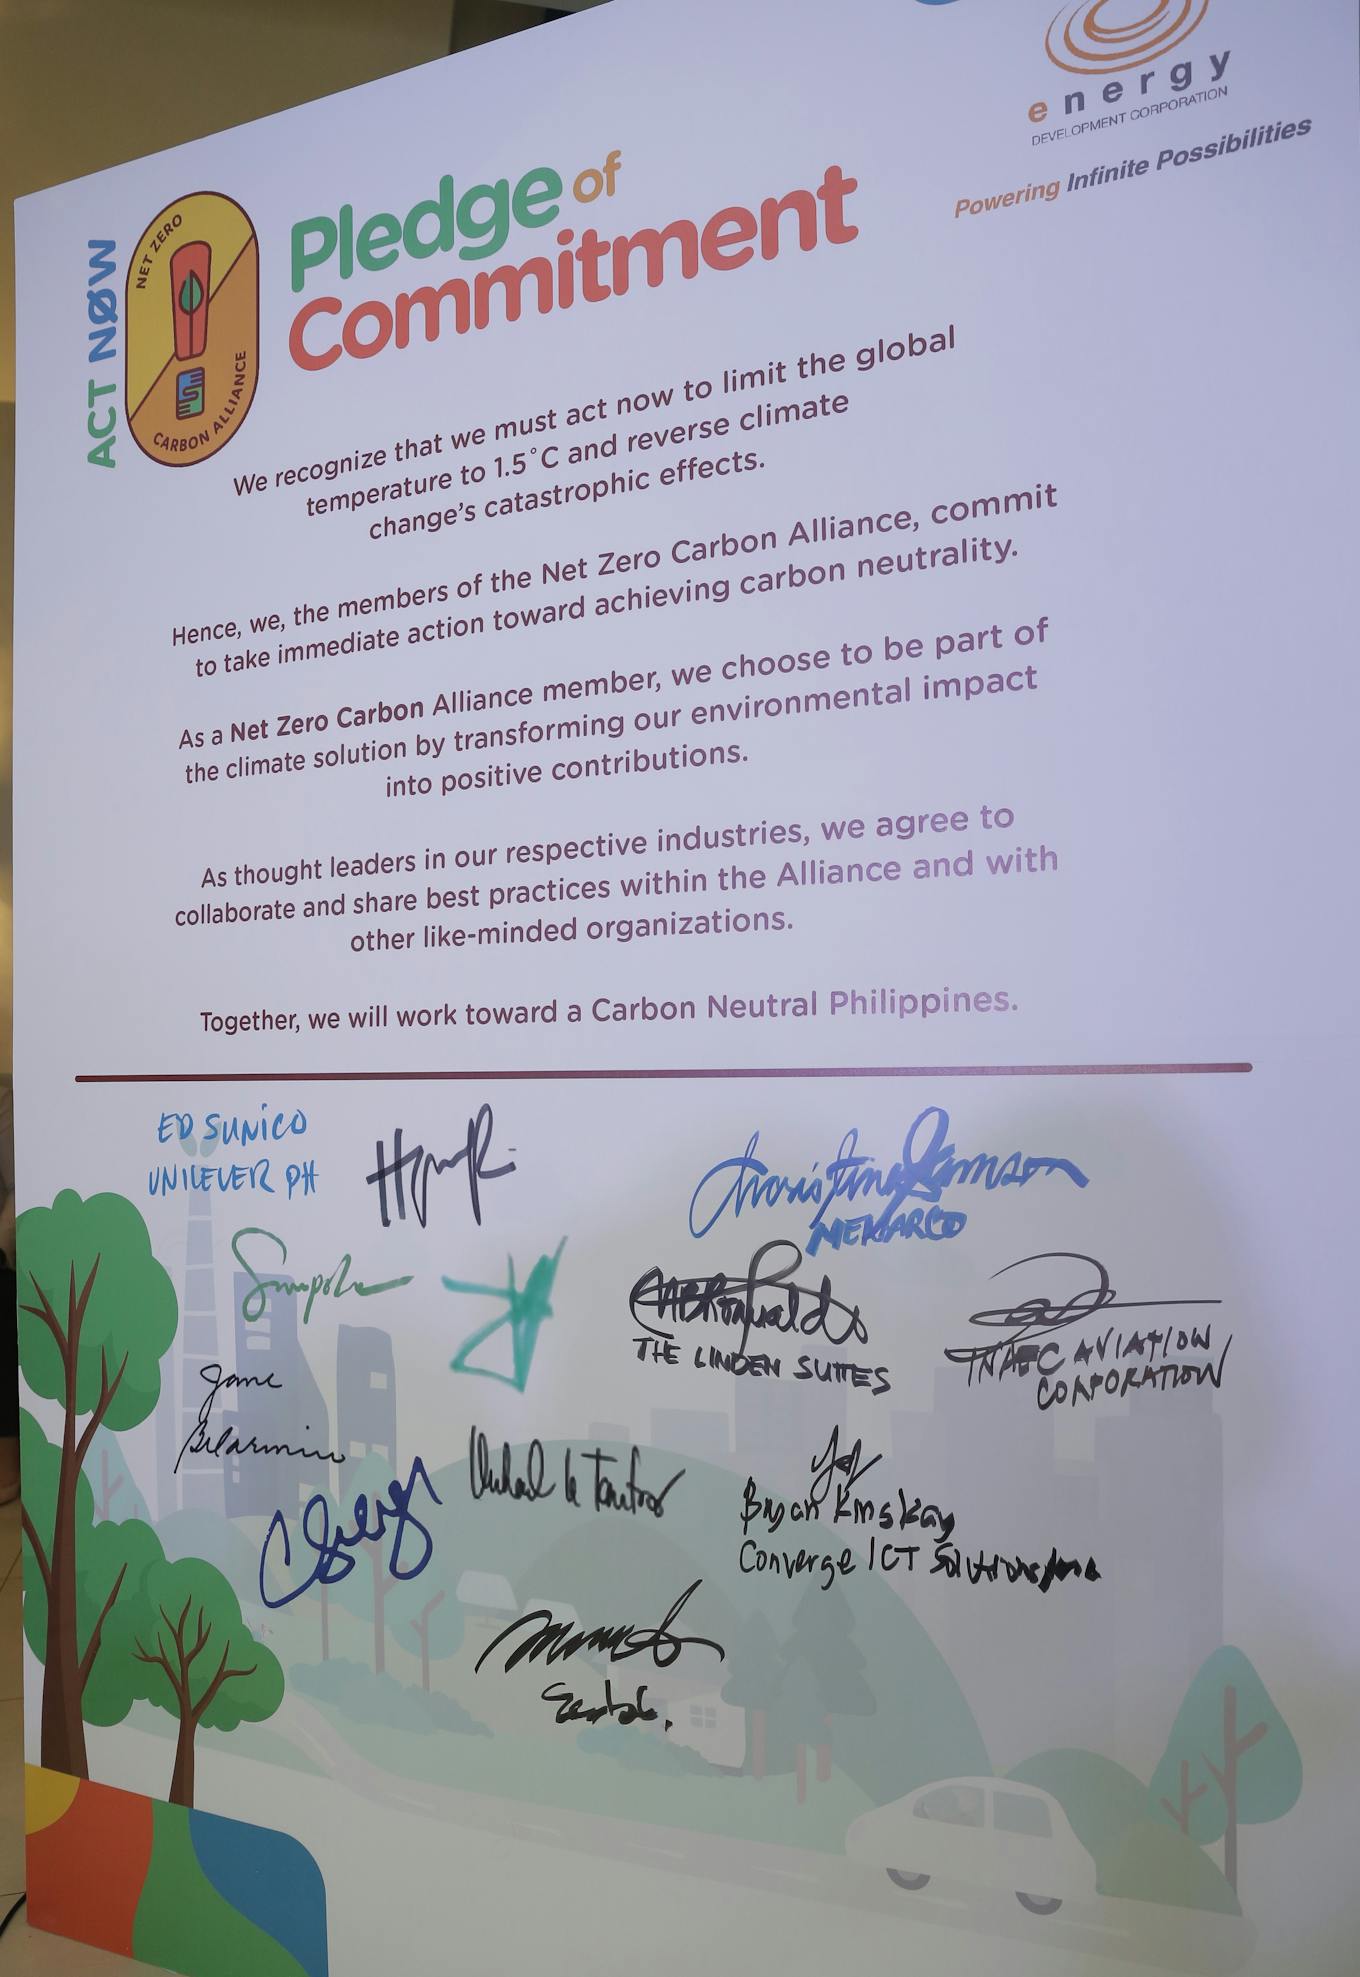 energy
DEVELOPMENT CORPORATION
Powering Infinite Possibilities
ACT NØW
NET ZERO
CARBON ALLIANCE
Pledge of
Commitment
We recognize that we must act now to limit the global
temperature to 1.5°C and reverse climate
change's catastrophic effects.
Hence, we, the members of the Net Zero Carbon Alliance, commit
to take immediate action toward achieving carbon neutrality.
As a Net Zero Carbon Alliance member, we choose to be part of
the climate solution by transforming our environmental impact
into positive contributions.
As thought leaders in our respective industries, we agree to
collaborate and share best practices within the Alliance and with
other like-minded organizations.
Together, we will work toward a Carbon Neutral Philippines.
ED SUNICO
UNILEVER PH
THE LINDEN SUITES
AVIATION
CORPORATION
Jane
Belarmino
Bryan Kinskay
Converge ICT Solutions